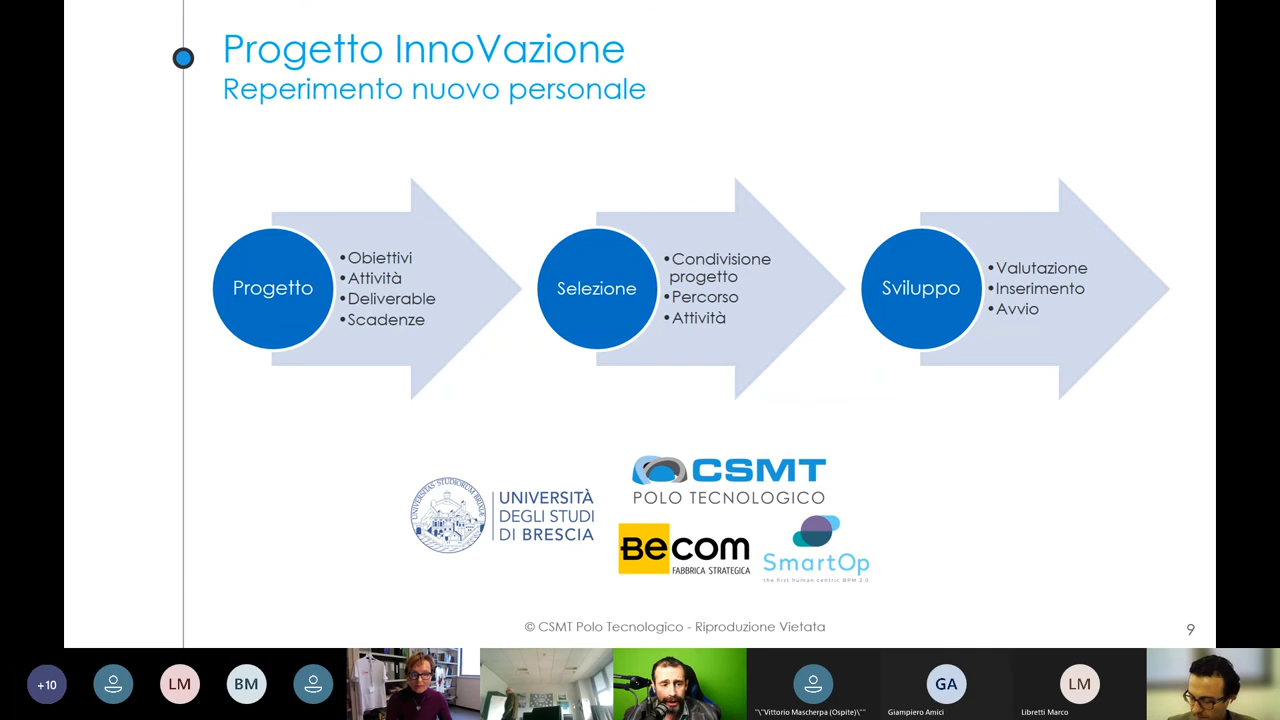 Progetto InnoVazione
Reperimento nuovo personale
Progetto
•Obiettivi
•Attività
•Deliverable
•Scadenze
Selezione
•Condivisione
progetto
•Percorso
•Attività
Sviluppo
•Valutazione
•Inserimento
•Avvio
UNIVERSITÀ
DEGLI STUDI
DI BRESCIA
CSMT
POLO TECNOLOGICO
Becom
FABBRICA STRATEGICA
SmartOp
the first human centric BPM 2.0
© CSMT Polo Tecnologico - Riproduzione Vietata
9
+10
LM
BM
"\"Vittorio Mascherpa (Ospite)\""
GA
Giampiero Amici
LM
Libretti Marco